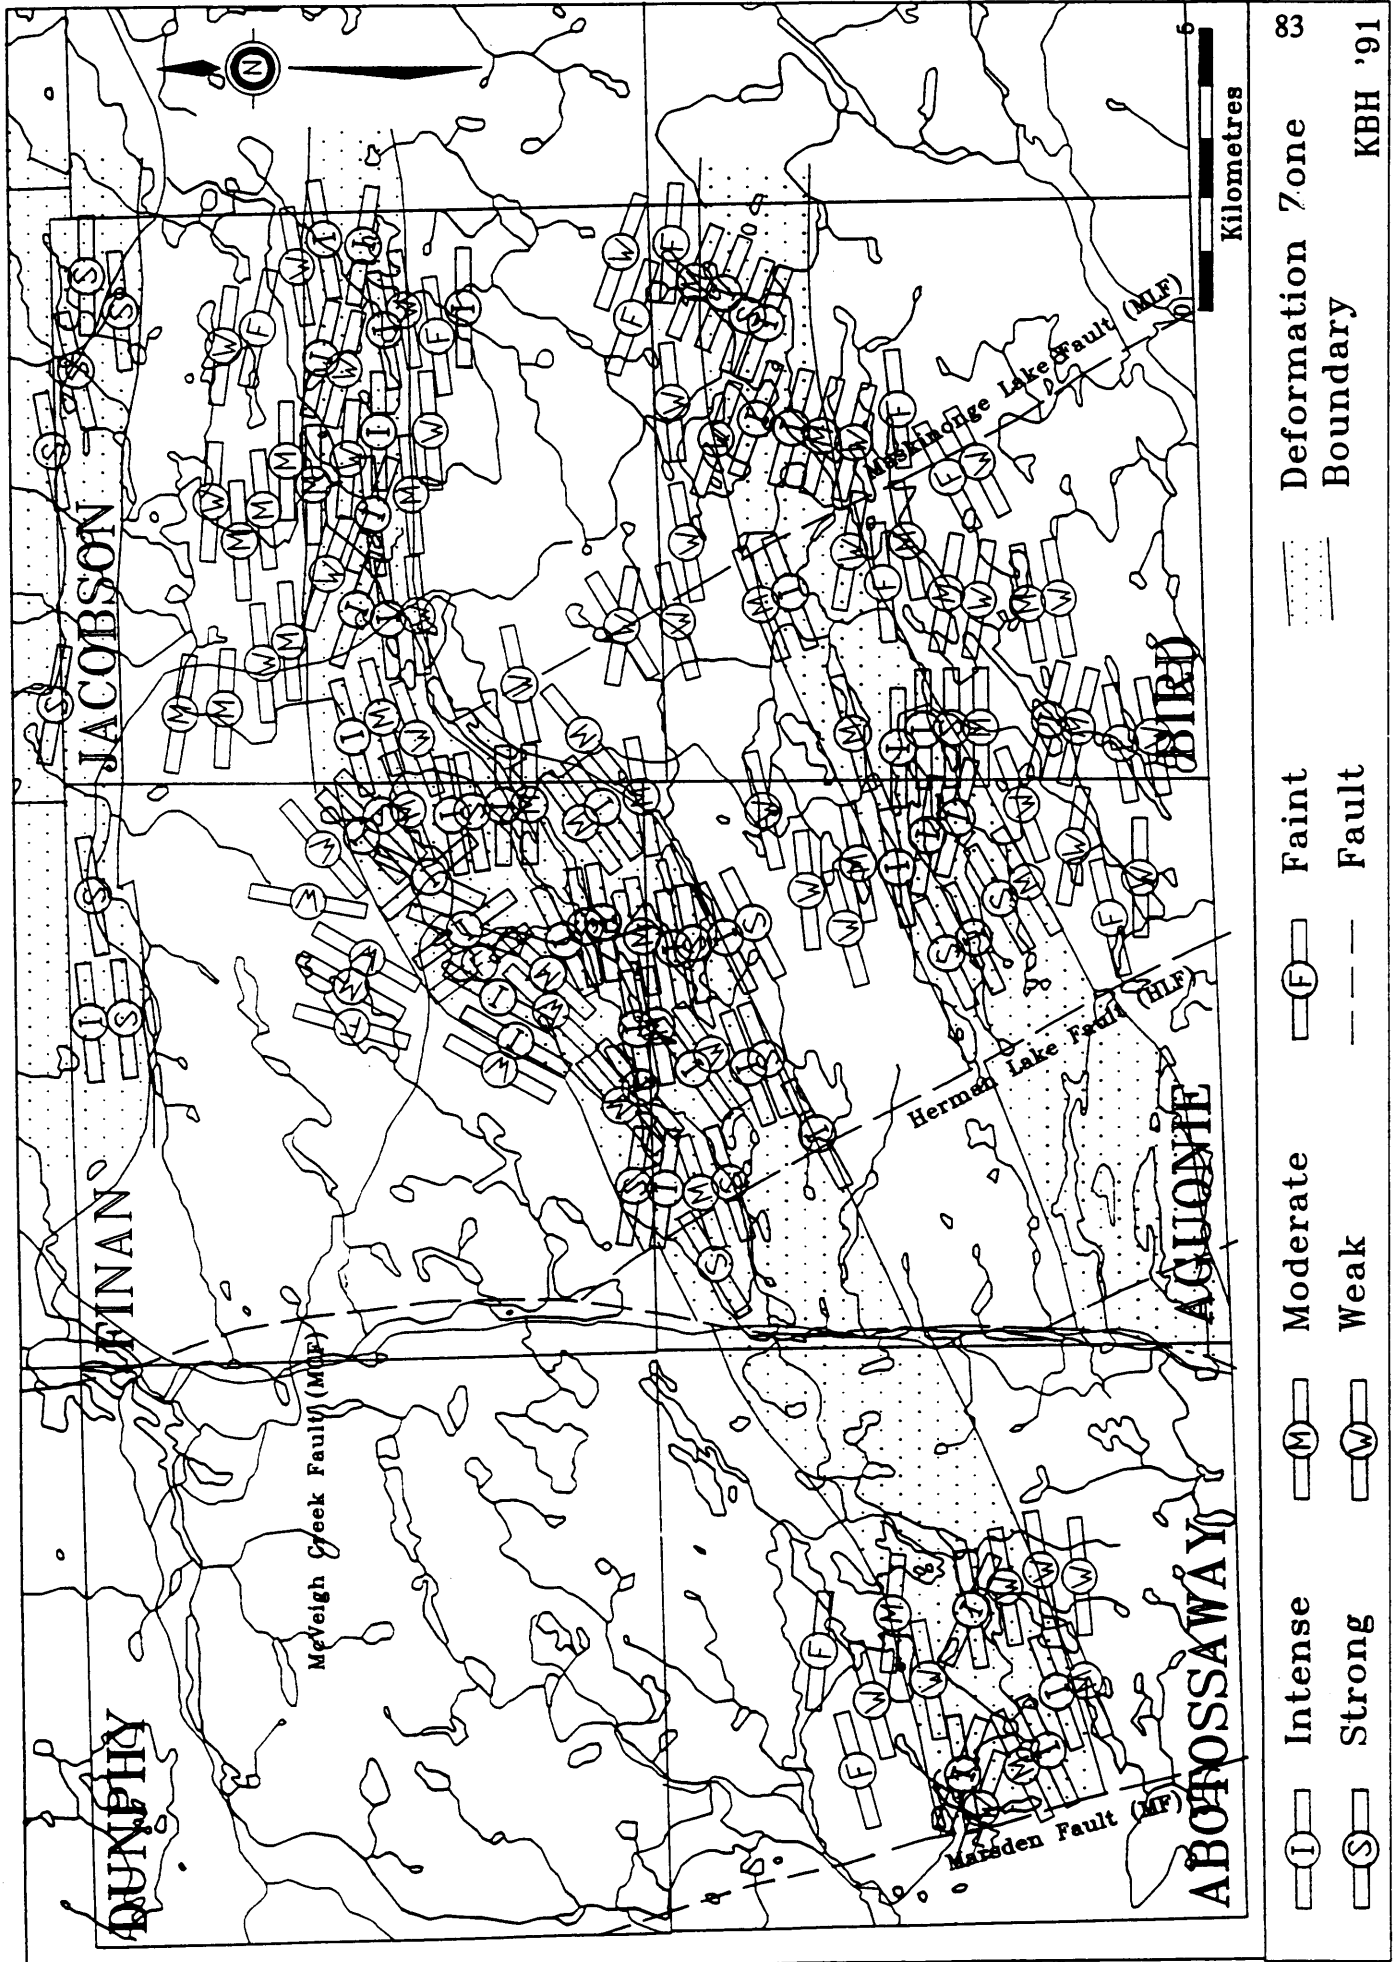 DUNPHY
FINAN
JACOBSON
N
McVeigh Creek Fault (MCF)
Maskinonge Lake Fault (MLF)
Herman Lake Fault (HLF)
Marsden Fault (MF)
ABOTOSSAWAY
AGUONIE
BIRD
0 5
Kilometres
I Intense
M Moderate
F Faint
Deformation Zone
83
S Strong
W Weak
Fault
Boundary
KBH '91